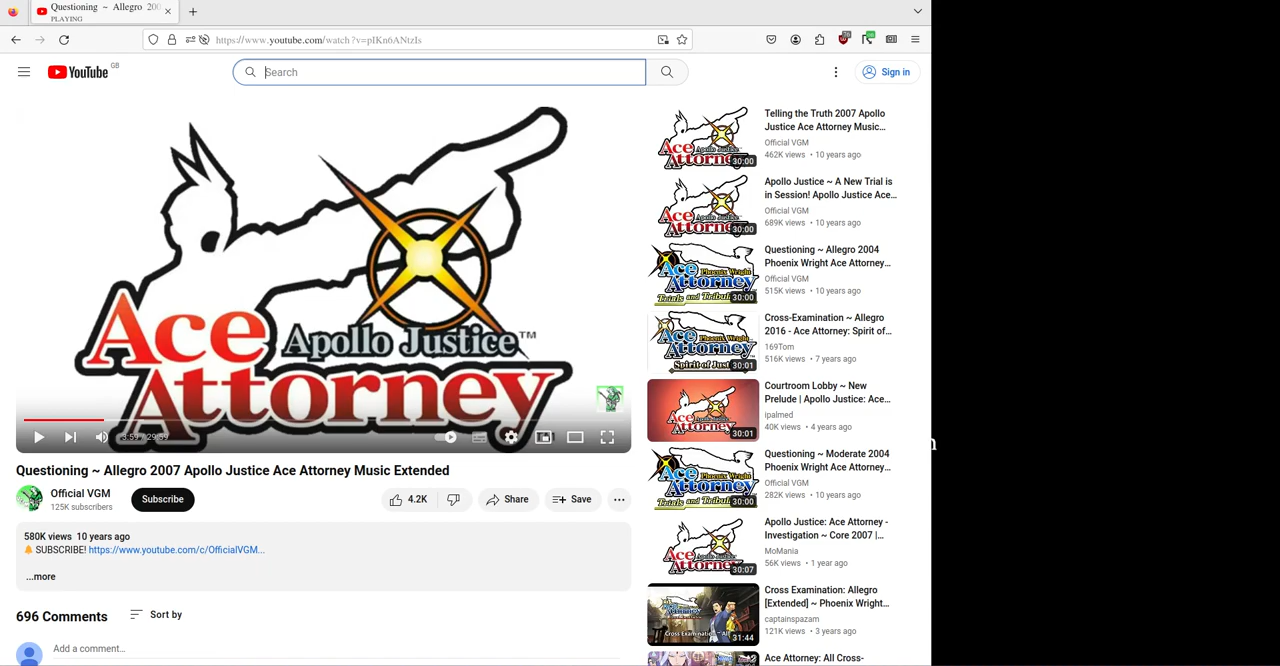 Questioning ~ Allegro 200
PLAYING
https://www.youtube.com/watch?v=pIKn6ANtzIs
YouTube GB
Search
Sign in
Ace
Apollo Justice™
Attorney
3:59 / 29:59
Questioning ~ Allegro 2007 Apollo Justice Ace Attorney Music Extended
Official VGM
125K subscribers
Subscribe
4.2K
Share
Save
580K views 10 years ago
🔔 SUBSCRIBE! https://www.youtube.com/c/OfficialVGM...
...more
696 Comments
Sort by
Add a comment...
Telling the Truth 2007 Apollo
Justice Ace Attorney Music...
Official VGM
462K views • 10 years ago
30:00
Apollo Justice ~ A New Trial is
in Session! Apollo Justice Ace...
Official VGM
689K views • 10 years ago
30:00
Questioning ~ Allegro 2004
Phoenix Wright Ace Attorney...
Official VGM
515K views • 10 years ago
30:00
Cross-Examination ~ Allegro
2016 - Ace Attorney: Spirit of...
169Tom
516K views • 7 years ago
30:01
Courtroom Lobby ~ New
Prelude | Apollo Justice: Ace...
ipalmed
40K views • 4 years ago
30:01
Questioning ~ Moderate 2004
Phoenix Wright Ace Attorney...
Official VGM
282K views • 10 years ago
30:00
Apollo Justice: Ace Attorney -
Investigation ~ Core 2007 |...
MoMania
56K views • 1 year ago
30:07
Cross Examination: Allegro
[Extended] ~ Phoenix Wright...
captainspazam
121K views • 3 years ago
31:44
Ace Attorney: All Cross-